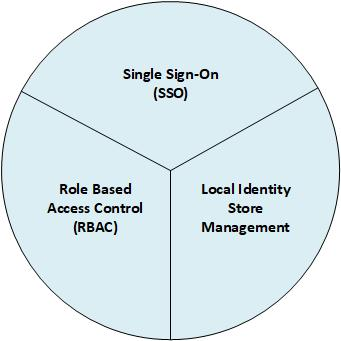 Single Sign-On
(SSO)
Role Based
Access Control
(RBAC)
Local Identity
Store
Management